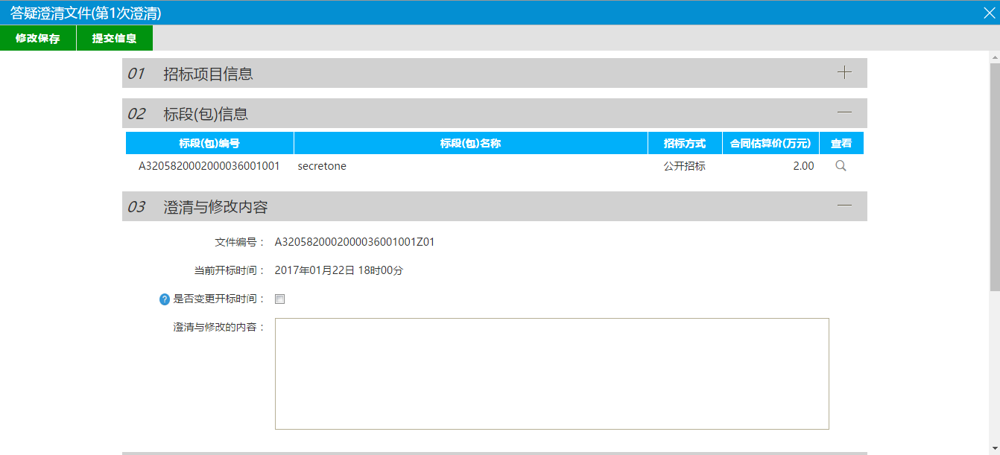 答疑澄清文件(第1次澄清)
修改保存 提交信息
01 招标项目信息
02 标段(包)信息
标段(包)编号 标段(包)名称 招标方式 合同估算价(万元) 查看
A3205820002000036001001 secretone 公开招标 2.00
03 澄清与修改内容
文件编号： A3205820002000036001001Z01
当前开标时间： 2017年01月22日 18时00分
? 是否变更开标时间：
澄清与修改的内容：